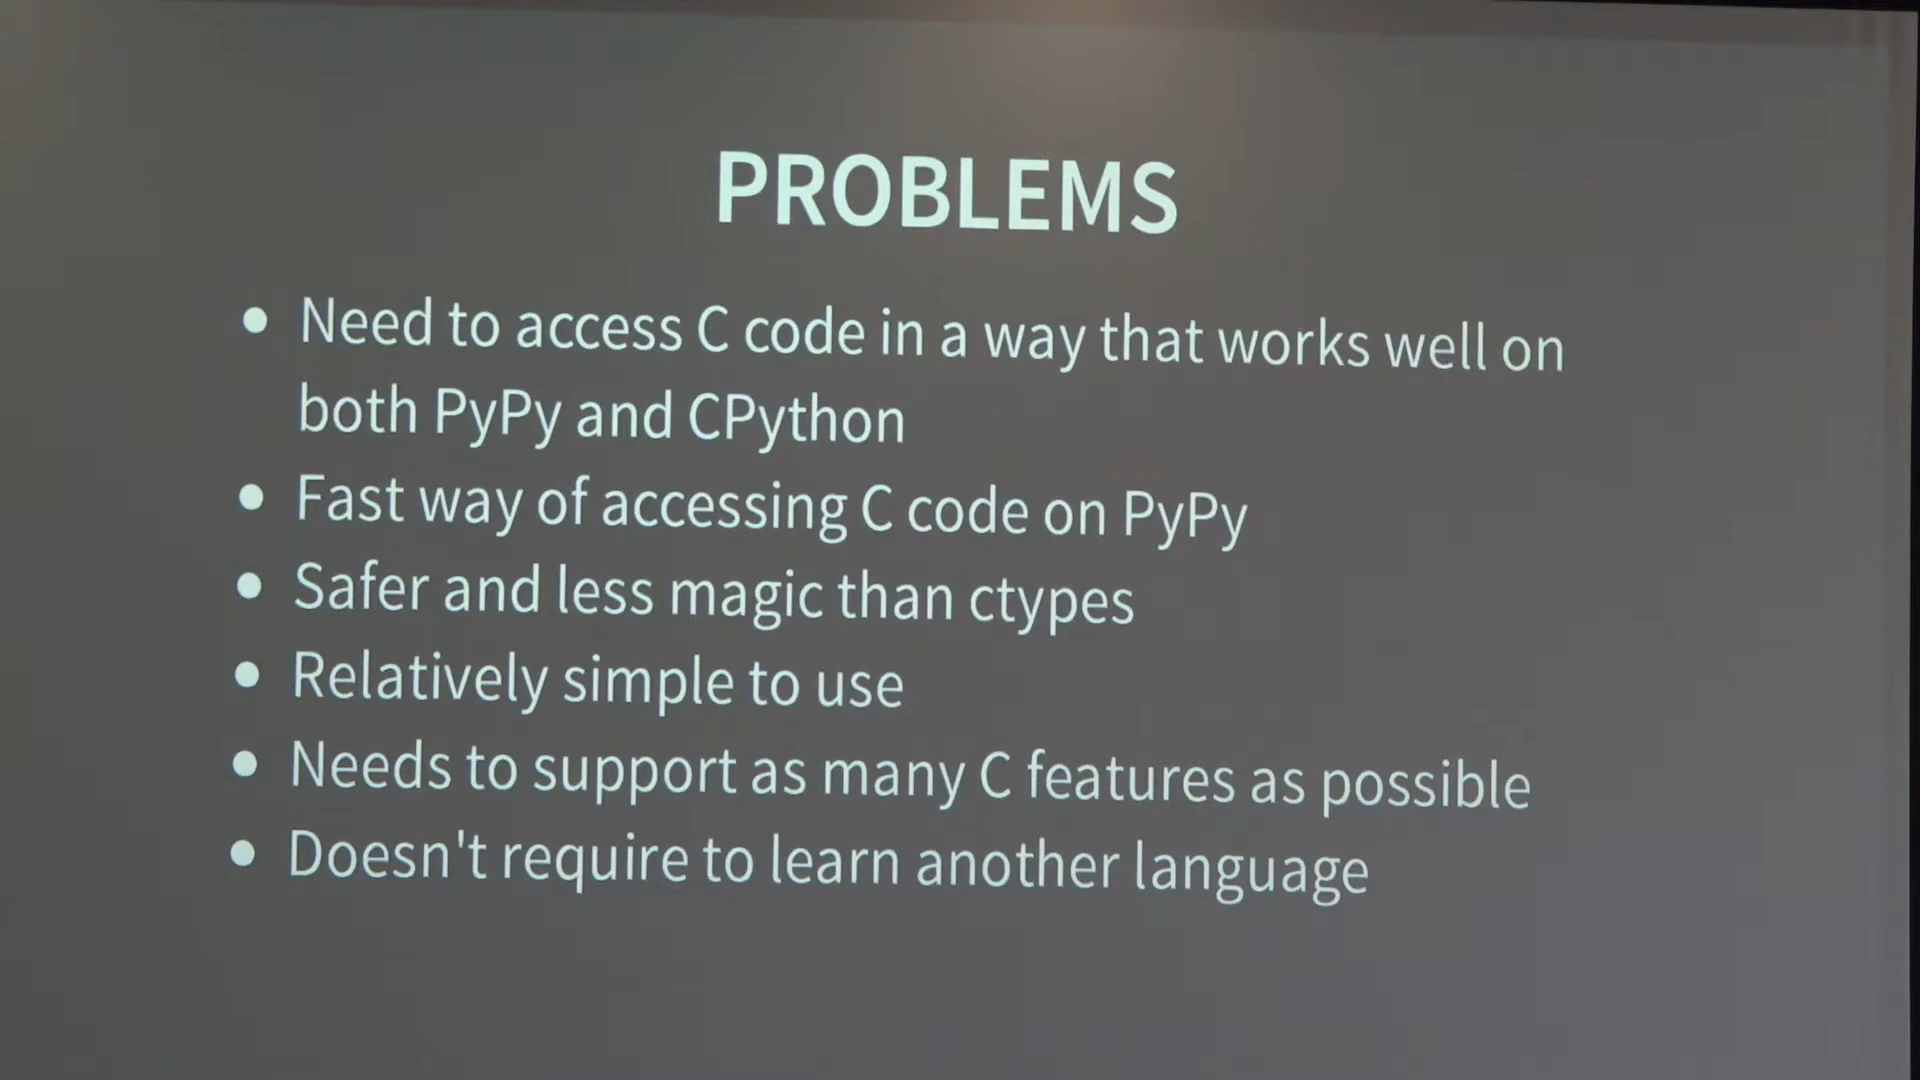 PROBLEMS
• Need to access C code in a way that works well on
both PyPy and CPython
• Fast way of accessing C code on PyPy
• Safer and less magic than ctypes
• Relatively simple to use
• Needs to support as many C features as possible
• Doesn't require to learn another language